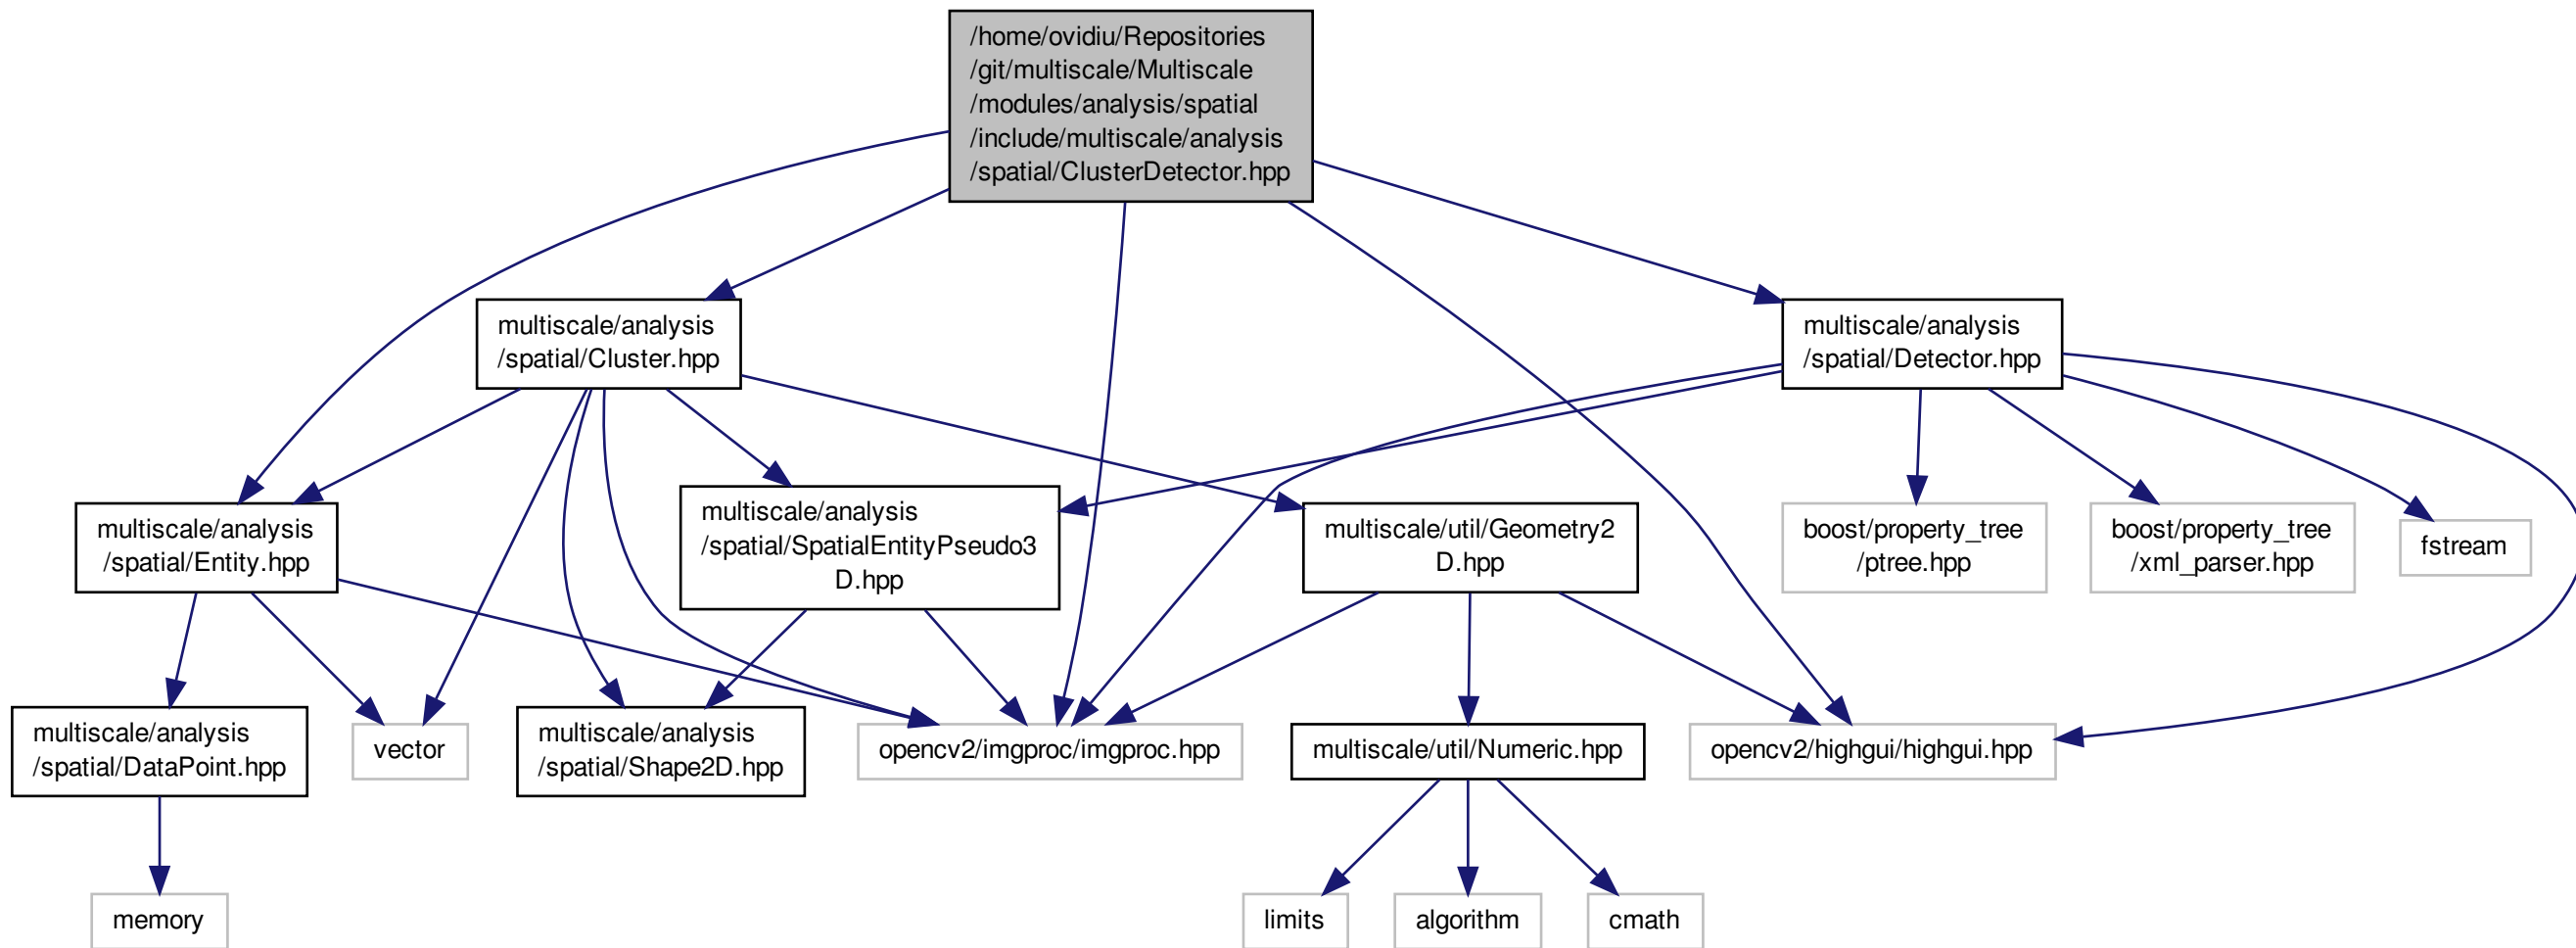 /home/ovidiu/Repositories
/git/multiscale/Multiscale
/modules/analysis/spatial
/include/multiscale/analysis
/spatial/ClusterDetector.hpp
multiscale/analysis
/spatial/Cluster.hpp
multiscale/analysis
/spatial/Detector.hpp
multiscale/analysis
/spatial/Entity.hpp
multiscale/analysis
/spatial/SpatialEntityPseudo3
D.hpp
multiscale/util/Geometry2
D.hpp
boost/property_tree
/ptree.hpp
boost/property_tree
/xml_parser.hpp
fstream
multiscale/analysis
/spatial/DataPoint.hpp
vector
multiscale/analysis
/spatial/Shape2D.hpp
opencv2/imgproc/imgproc.hpp
multiscale/util/Numeric.hpp
opencv2/highgui/highgui.hpp
memory
limits
algorithm
cmath